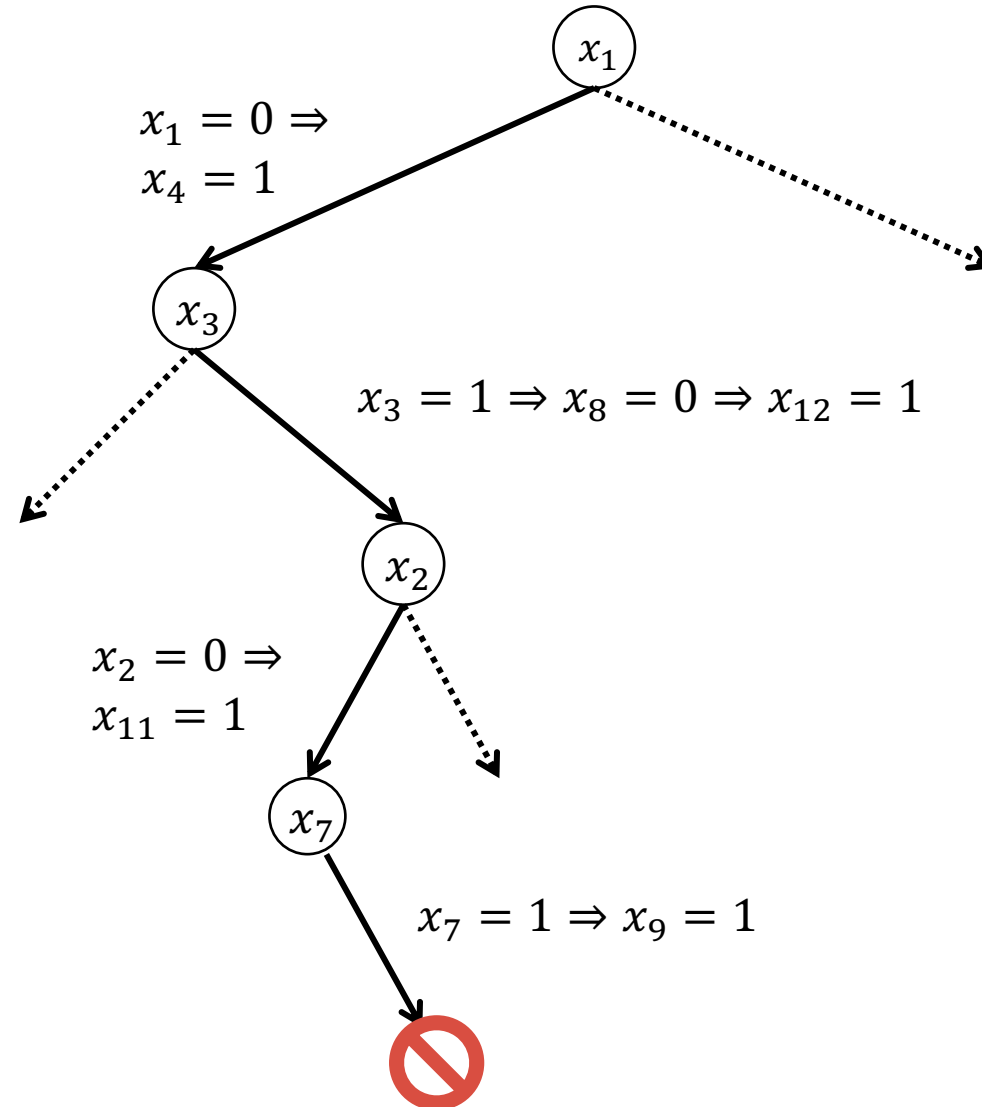 x₁
x₁ = 0 ⇒
x₄ = 1
x₃
x₃ = 1 ⇒ x₈ = 0 ⇒ x₁₂ = 1
x₂
x₂ = 0 ⇒
x₁₁ = 1
x₇
x₇ = 1 ⇒ x₉ = 1